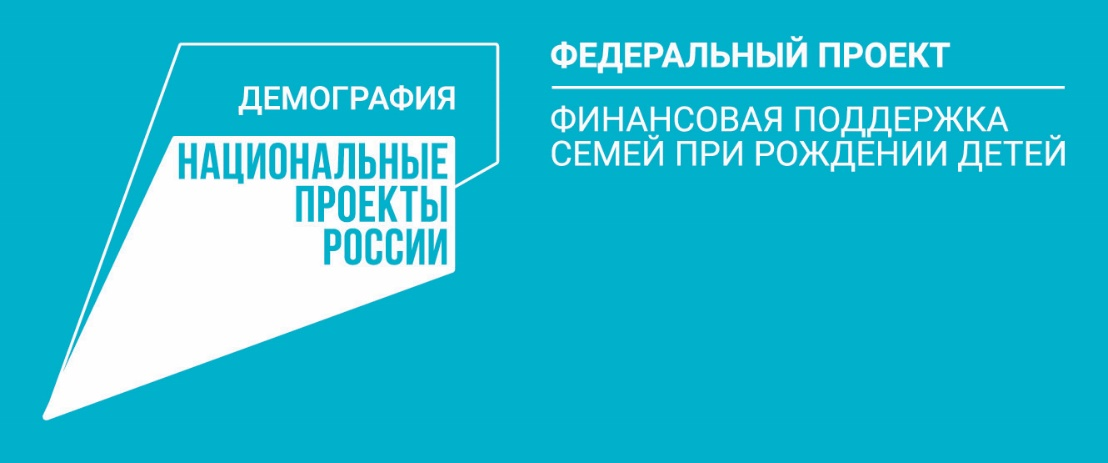 ДЕМОГРАФИЯ
НАЦИОНАЛЬНЫЕ
ПРОЕКТЫ
РОССИИ
ФЕДЕРАЛЬНЫЙ ПРОЕКТ
ФИНАНСОВАЯ ПОДДЕРЖКА
СЕМЕЙ ПРИ РОЖДЕНИИ ДЕТЕЙ